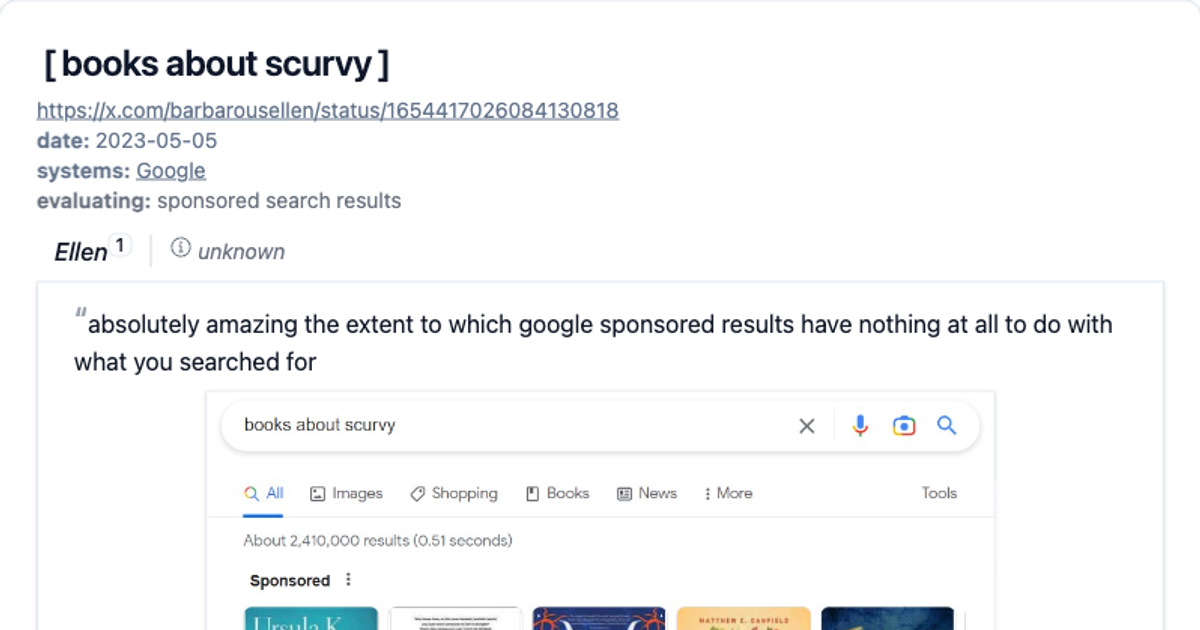 [books about scurvy]
https://x.com/barbarousellen/status/1654417026084130818
date: 2023-05-05
systems: Google
evaluating: sponsored search results
Ellen 1 unknown
“absolutely amazing the extent to which google sponsored results have nothing at all to do with
what you searched for
books about scurvy
All Images Shopping Books News More Tools
About 2,410,000 results (0.51 seconds)
Sponsored
Ursula K.
MATTHEW E. CANFIELD